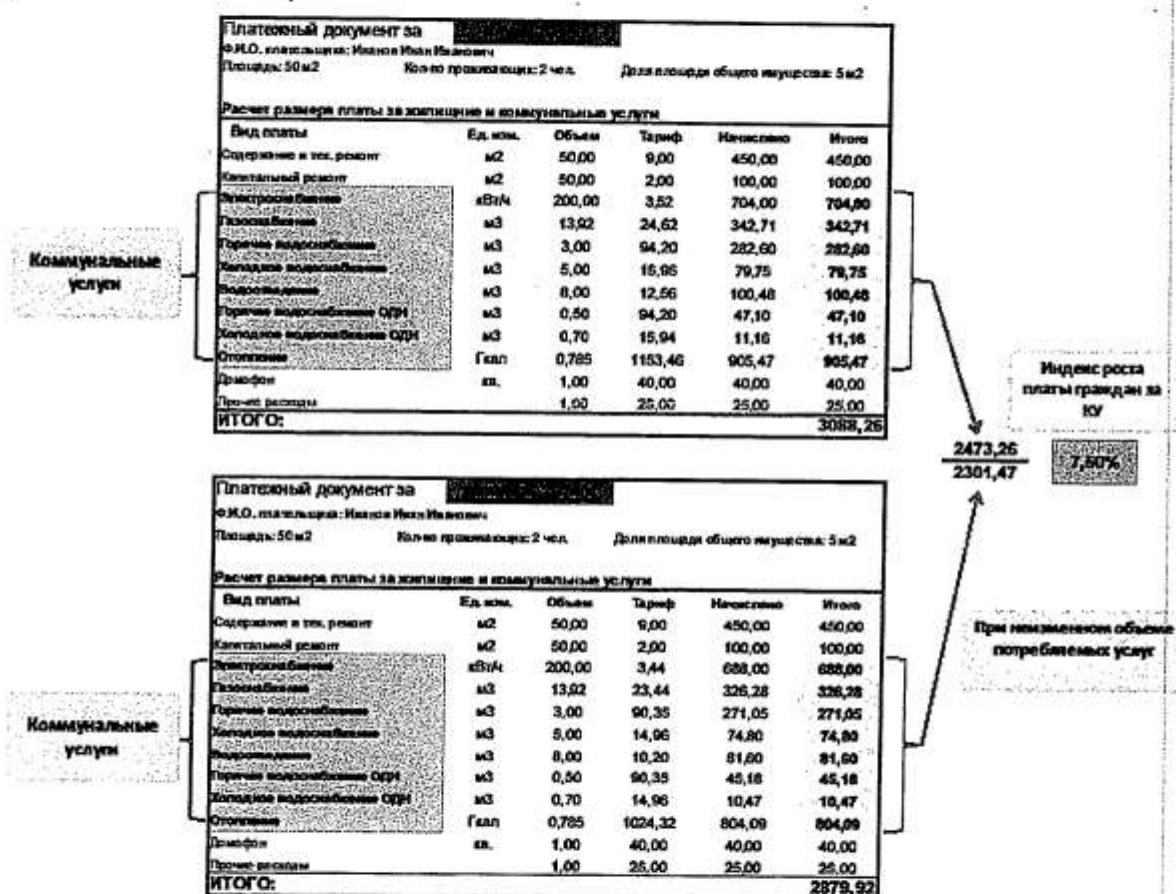 Платежный документ за
Ф.И.О. плательщика: Иванов Иван Иванович
Площадь: 50 м2 Кол-во проживающих: 2 чел. Доля площади общего имущества: 5 м2
Расчет размера платы за жилищние и коммунальные услуги
Вид платы Ед. изм. Объем Тариф Начислено Итого
Содержание и тек. ремонт м2 50,00 9,00 450,00 450,00
Капитальный ремонт м2 50,00 2,00 100,00 100,00
Электроснабжение кВт/ч 200,00 3,52 704,00 704,00
Газоснабжение м3 13,92 24,62 342,71 342,71
Горячее водоснабжение м3 3,00 94,20 282,60 282,60
Холодное водоснабжение м3 5,00 15,95 79,75 79,75
Водоотведение м3 8,00 12,56 100,48 100,48
Горячее водоснабжение ОДН м3 0,50 94,20 47,10 47,10
Холодное водоснабжение ОДН м3 0,70 15,94 11,16 11,16
Отопление Гкал 0,785 1153,46 905,47 905,47
Домофон кв. 1,00 40,00 40,00 40,00
Прочие расходы 1,00 25,00 25,00 25,00
ИТОГО: 3088,26
Коммунальные
услуги
Индекс роста
платы граждан за
КУ
2473,26
2301,47
7,50%
Платежный документ за
Ф.И.О. плательщика: Иванов Иван Иванович
Площадь: 50 м2 Кол-во проживающих: 2 чел. Доля площади общего имущества: 5 м2
Расчет размера платы за жилищние и коммунальные услуги
Вид платы Ед. изм. Объем Тариф Начислено Итого
Содержание и тек. ремонт м2 50,00 9,00 450,00 450,00
Капитальный ремонт м2 50,00 2,00 100,00 100,00
Электроснабжение кВт/ч 200,00 3,44 688,00 688,00
Газоснабжение м3 13,92 23,44 326,28 326,28
Горячее водоснабжение м3 3,00 90,35 271,05 271,05
Холодное водоснабжение м3 5,00 14,96 74,80 74,80
Водоотведение м3 8,00 10,20 81,60 81,60
Горячее водоснабжение ОДН м3 0,50 90,35 45,18 45,18
Холодное водоснабжение ОДН м3 0,70 14,96 10,47 10,47
Отопление Гкал 0,785 1024,32 804,09 804,09
Домофон кв. 1,00 40,00 40,00 40,00
Прочие расходы 1,00 25,00 25,00 25,00
ИТОГО: 2879,92
Коммунальные
услуги
При неизменном объеме
потребляемых услуг